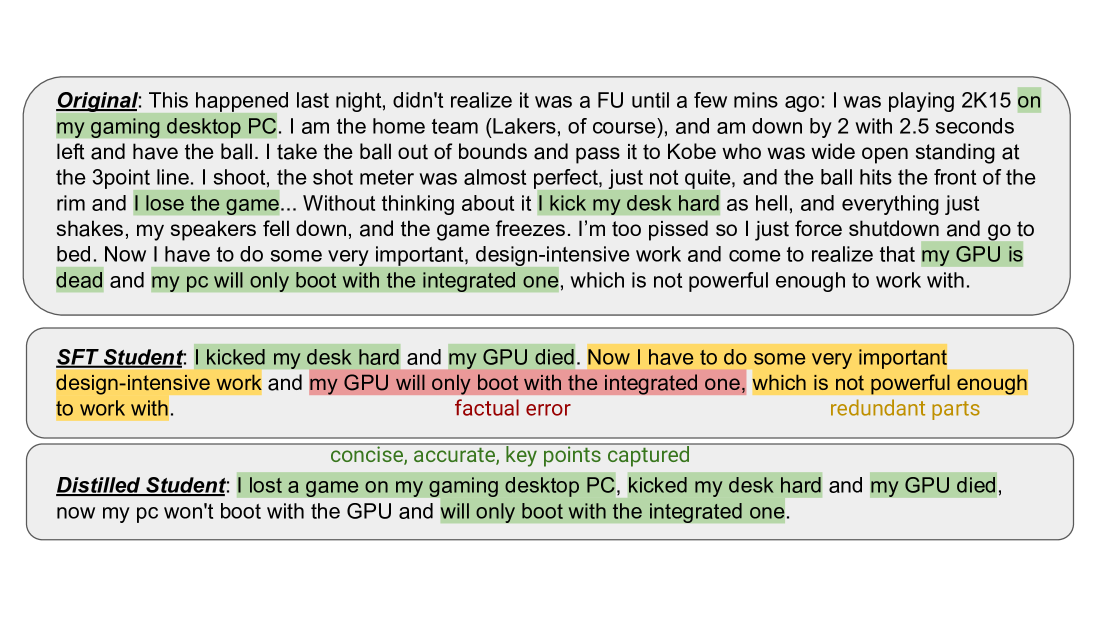 Original: This happened last night, didn't realize it was a FU until a few mins ago: I was playing 2K15 on
my gaming desktop PC. I am the home team (Lakers, of course), and am down by 2 with 2.5 seconds
left and have the ball. I take the ball out of bounds and pass it to Kobe who was wide open standing at
the 3point line. I shoot, the shot meter was almost perfect, just not quite, and the ball hits the front of the
rim and I lose the game... Without thinking about it I kick my desk hard as hell, and everything just
shakes, my speakers fell down, and the game freezes. I’m too pissed so I just force shutdown and go to
bed. Now I have to do some very important, design-intensive work and come to realize that my GPU is
dead and my pc will only boot with the integrated one, which is not powerful enough to work with.
SFT Student: I kicked my desk hard and my GPU died. Now I have to do some very important
design-intensive work and my GPU will only boot with the integrated one, which is not powerful enough
to work with.
factual error
redundant parts
concise, accurate, key points captured
Distilled Student: I lost a game on my gaming desktop PC, kicked my desk hard and my GPU died,
now my pc won't boot with the GPU and will only boot with the integrated one.